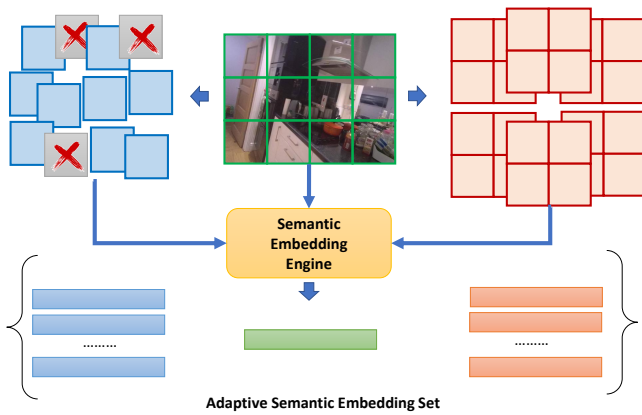 Semantic
Embedding
Engine
.........
.........
Adaptive Semantic Embedding Set